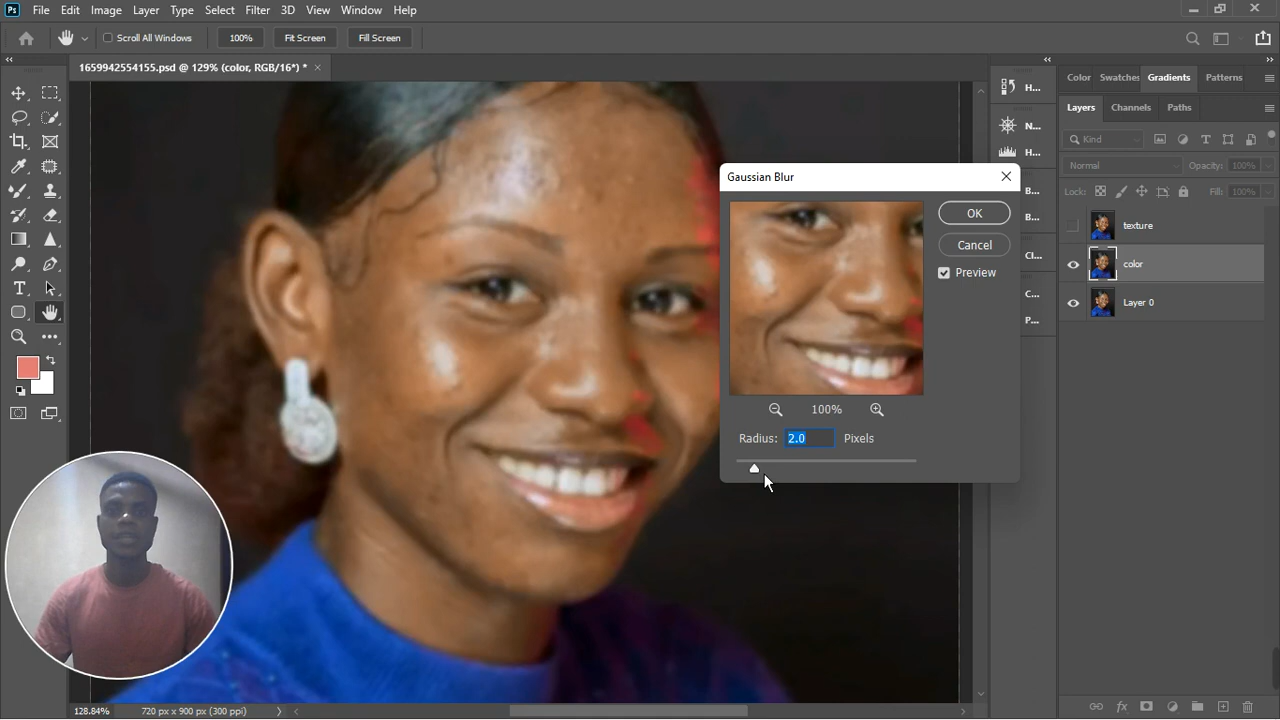 Ps File Edit Image Layer Type Select Filter 3D View Window Help
Scroll All Windows 100% Fit Screen Fill Screen
1659942554155.psd @ 129% (color, RGB/16*) *
Color Swatches Gradients Patterns
H...
Layers Channels Paths
N...
Kind
H...
Normal Opacity: 100%
B...
Lock: Fill: 100%
B...
texture
Cl...
color
C...
Layer 0
P...
Gaussian Blur
OK
Cancel
Preview
100%
Radius: 2.0 Pixels
128.84% 720 px x 900 px (300 ppi)